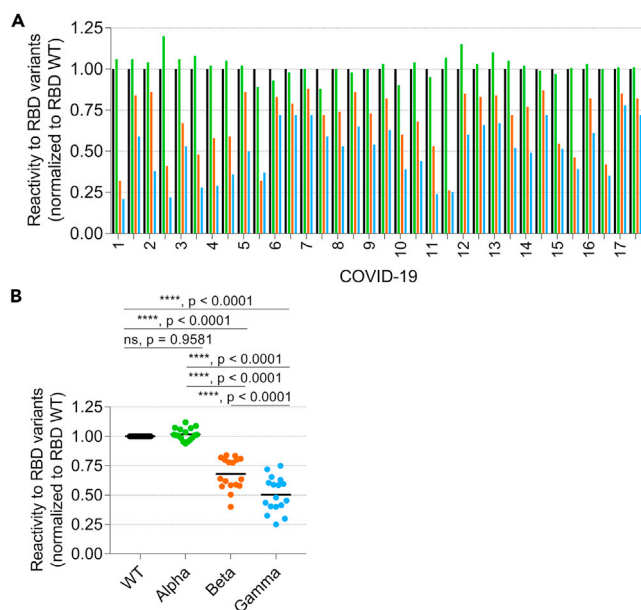 A
Reactivity to RBD variants
(normalized to RBD WT)
1.25
1.00
0.75
0.50
0.25
0.00
1 2 3 4 5 6 7 8 9 10 11 12 13 14 15 16 17
COVID-19
B
****, p < 0.0001
****, p < 0.0001
ns, p = 0.9581
****, p < 0.0001
****, p < 0.0001
****, p < 0.0001
Reactivity to RBD variants
(normalized to RBD WT)
1.25
1.00
0.75
0.50
0.25
0.00
WT Alpha Beta Gamma